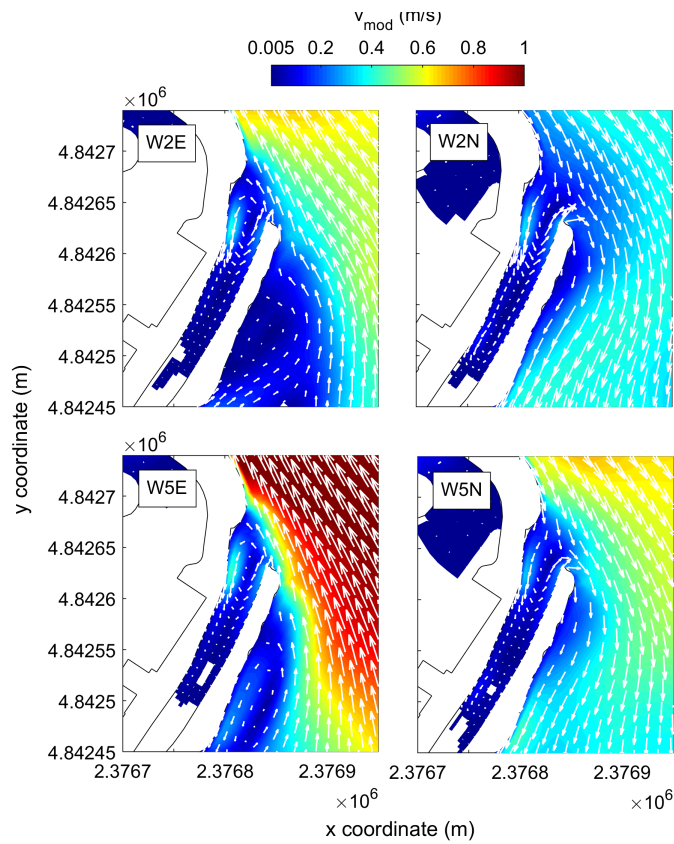 v_mod (m/s)
0.005 0.2 0.4 0.6 0.8 1
×10^6
W2E W2N
4.8427
4.84265
4.8426
4.84255
4.8425
4.84245
y coordinate (m)
×10^6
W5E W5N
4.8427
4.84265
4.8426
4.84255
4.8425
4.84245
2.3767 2.3768 2.3769 2.3767 2.3768 2.3769
×10^6 ×10^6
x coordinate (m)